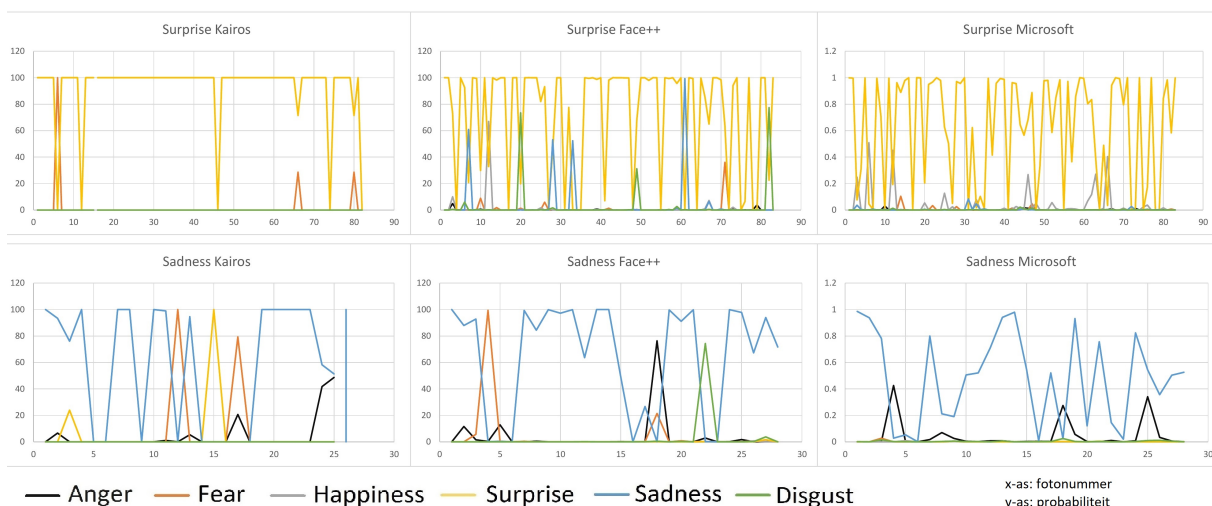 Surprise Kairos
120
100
80
60
40
20
0
0 10 20 30 40 50 60 70 80 90
Surprise Face++
120
100
80
60
40
20
0
0 10 20 30 40 50 60 70 80 90
Surprise Microsoft
1.2
1
0.8
0.6
0.4
0.2
0
0 10 20 30 40 50 60 70 80 90
Sadness Kairos
120
100
80
60
40
20
0
0 5 10 15 20 25 30
Sadness Face++
120
100
80
60
40
20
0
0 5 10 15 20 25 30
Sadness Microsoft
1.2
1
0.8
0.6
0.4
0.2
0
0 5 10 15 20 25 30
Anger Fear Happiness Surprise Sadness Disgust
x-as: fotonummer
y-as: probabiliteit